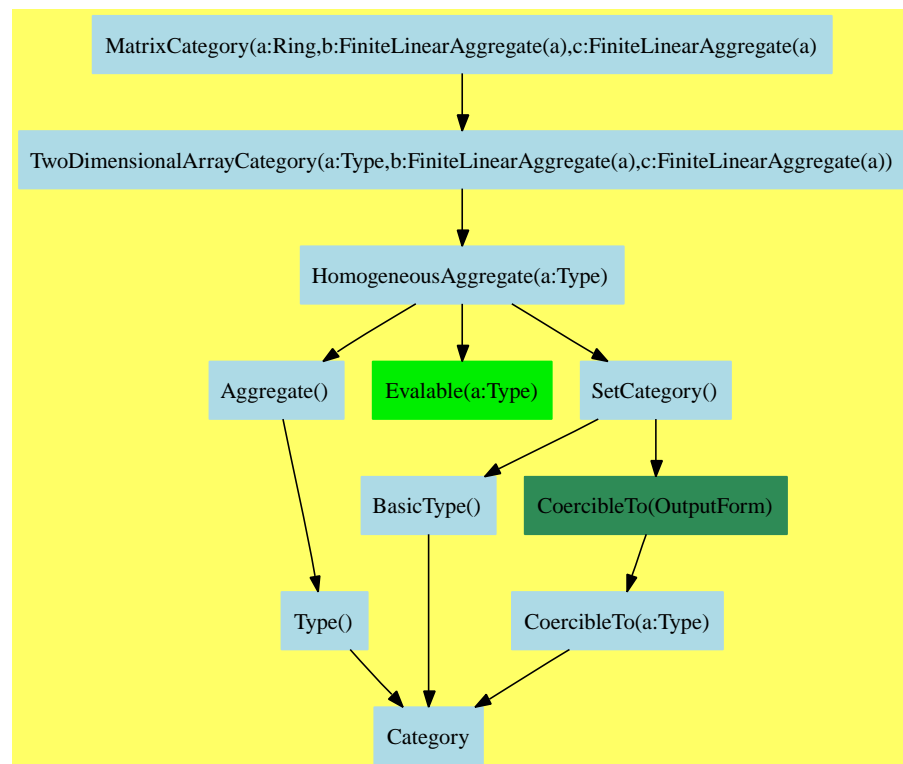 MatrixCategory(a:Ring,b:FiniteLinearAggregate(a),c:FiniteLinearAggregate(a)
TwoDimensionalArrayCategory(a:Type,b:FiniteLinearAggregate(a),c:FiniteLinearAggregate(a))
HomogeneousAggregate(a:Type)
Aggregate()
Evalable(a:Type)
SetCategory()
BasicType()
CoercibleTo(OutputForm)
Type()
CoercibleTo(a:Type)
Category